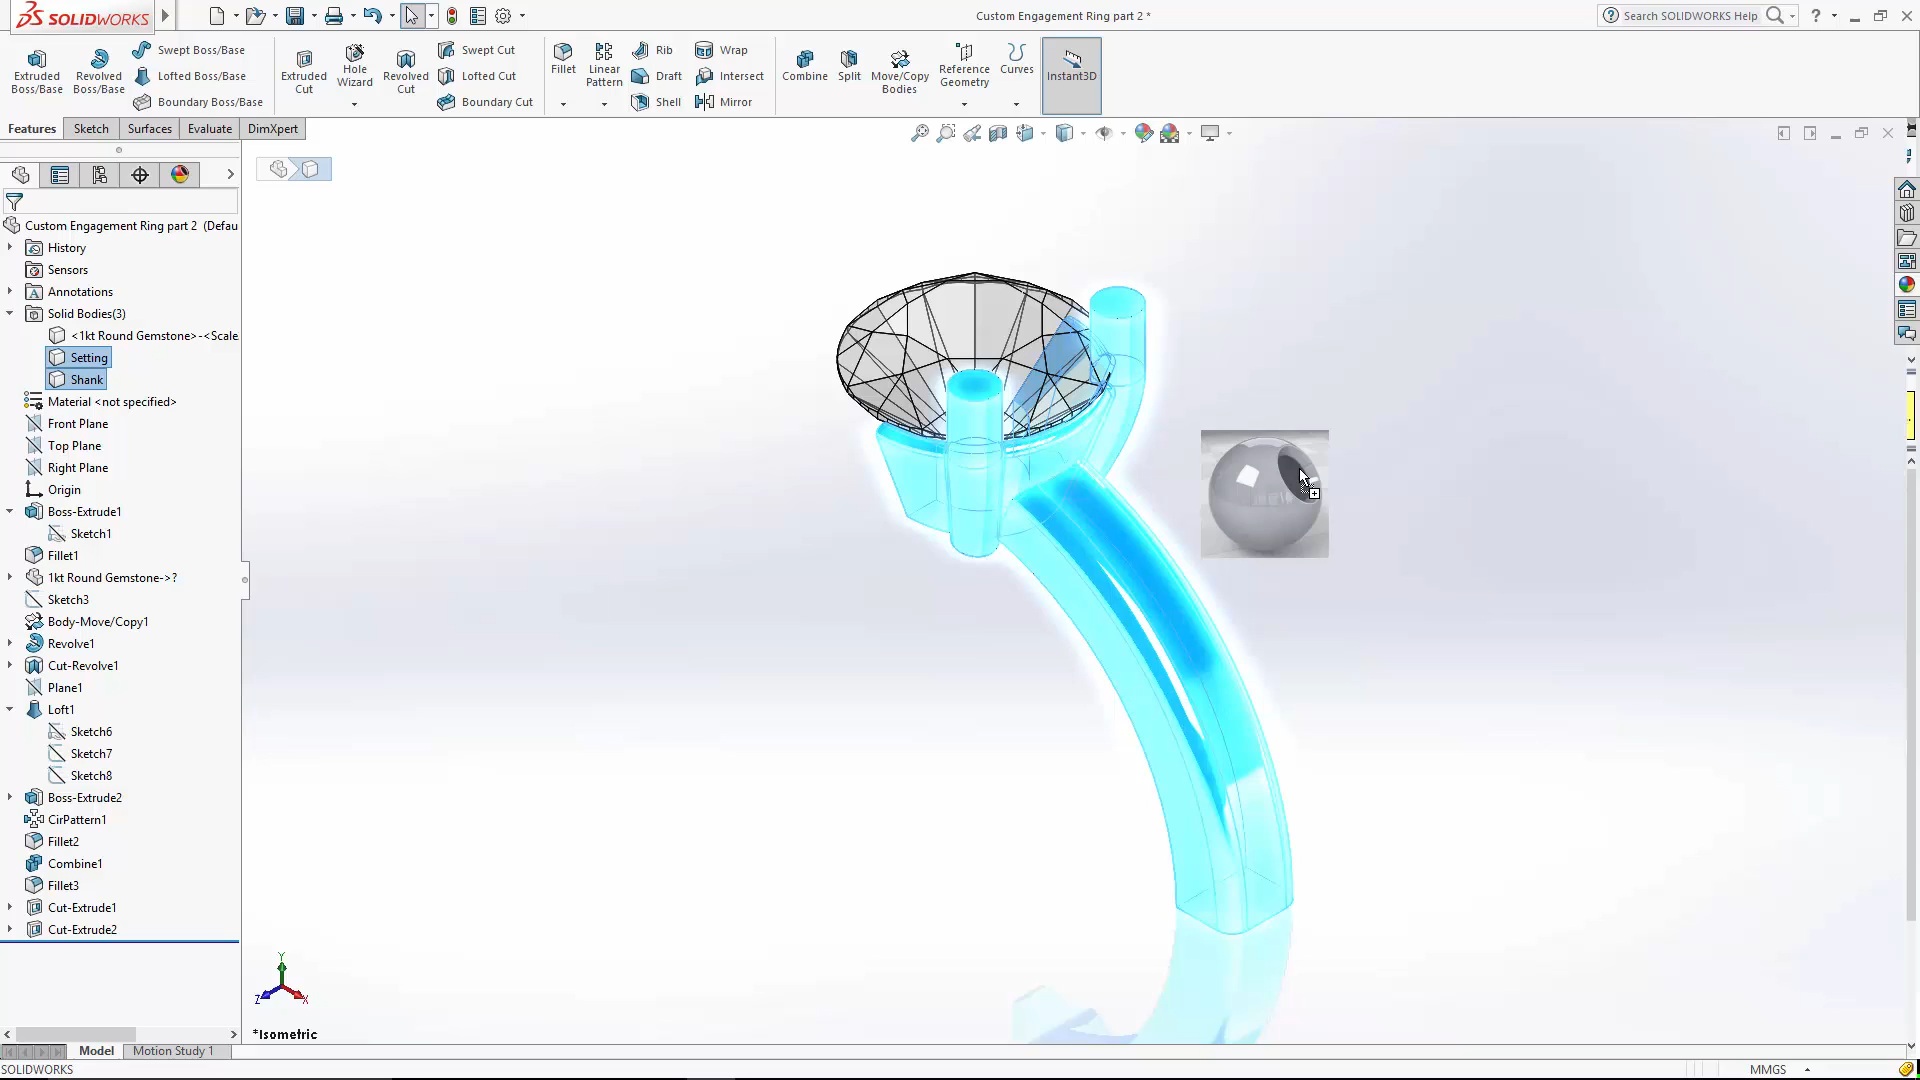 SOLIDWORKS
Custom Engagement Ring part 2 *
Search SOLIDWORKS Help
?
Extruded Boss/Base
Revolved Boss/Base
Swept Boss/Base
Lofted Boss/Base
Boundary Boss/Base
Extruded Cut
Hole Wizard
Revolved Cut
Swept Cut
Lofted Cut
Boundary Cut
Fillet
Linear Pattern
Rib
Draft
Shell
Wrap
Intersect
Mirror
Combine
Split
Move/Copy Bodies
Reference Geometry
Curves
Instant3D
Features
Sketch
Surfaces
Evaluate
DimXpert
Custom Engagement Ring part 2 (Defau
History
Sensors
Annotations
Solid Bodies(3)
<1kt Round Gemstone>-<Scale
Setting
Shank
Material <not specified>
Front Plane
Top Plane
Right Plane
Origin
Boss-Extrude1
Sketch1
Fillet1
1kt Round Gemstone->?
Sketch3
Body-Move/Copy1
Revolve1
Cut-Revolve1
Plane1
Loft1
Sketch6
Sketch7
Sketch8
Boss-Extrude2
CirPattern1
Fillet2
Combine1
Fillet3
Cut-Extrude1
Cut-Extrude2
Y
Z
X
*Isometric
Model
Motion Study 1
SOLIDWORKS
MMGS